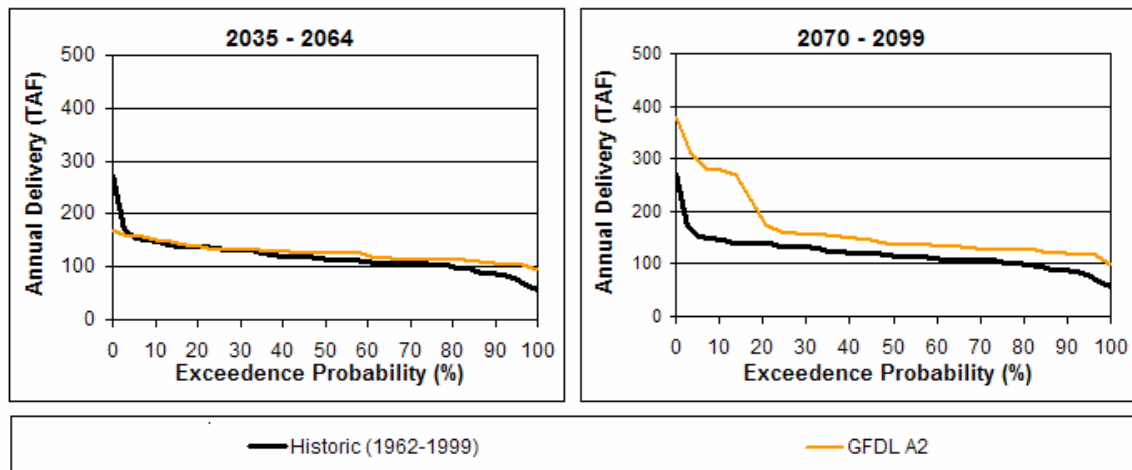 2035 - 2064
Annual Delivery (TAF)
500
400
300
200
100
0
0 10 20 30 40 50 60 70 80 90 100
Exceedence Probability (%)
2070 - 2099
Annual Delivery (TAF)
500
400
300
200
100
0
0 10 20 30 40 50 60 70 80 90 100
Exceedence Probability (%)
Historic (1962-1999)
GFDL A2